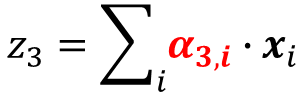 z₃ = ∑ᵢ α₃,ᵢ · xᵢ